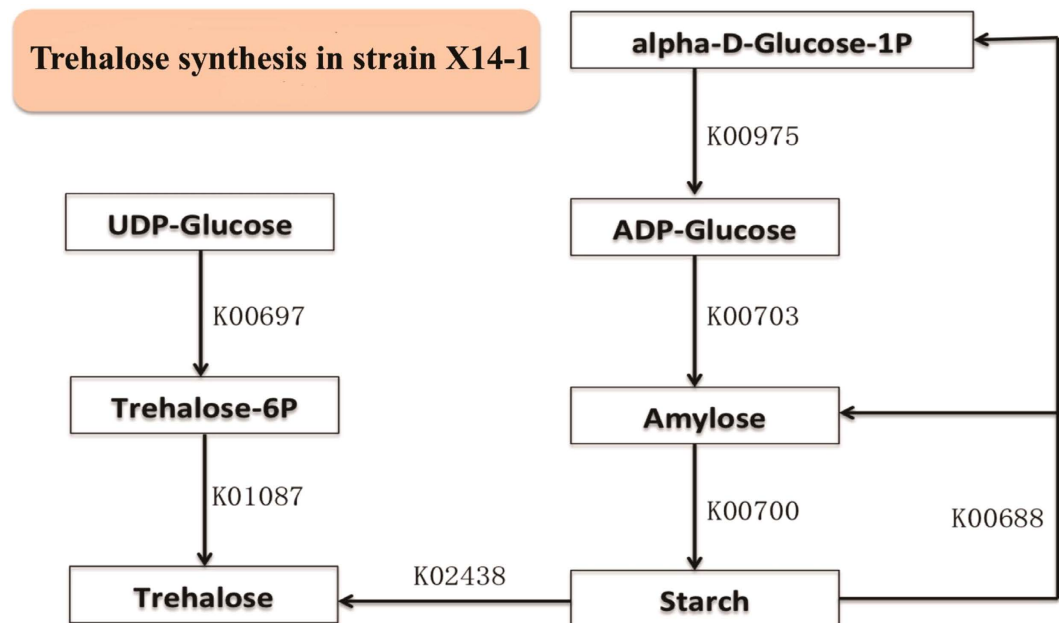 Trehalose synthesis in strain X14-1
alpha-D-Glucose-1P
K00975
UDP-Glucose
ADP-Glucose
K00697
K00703
Trehalose-6P
Amylose
K01087
K00700
K00688
K02438
Trehalose
Starch